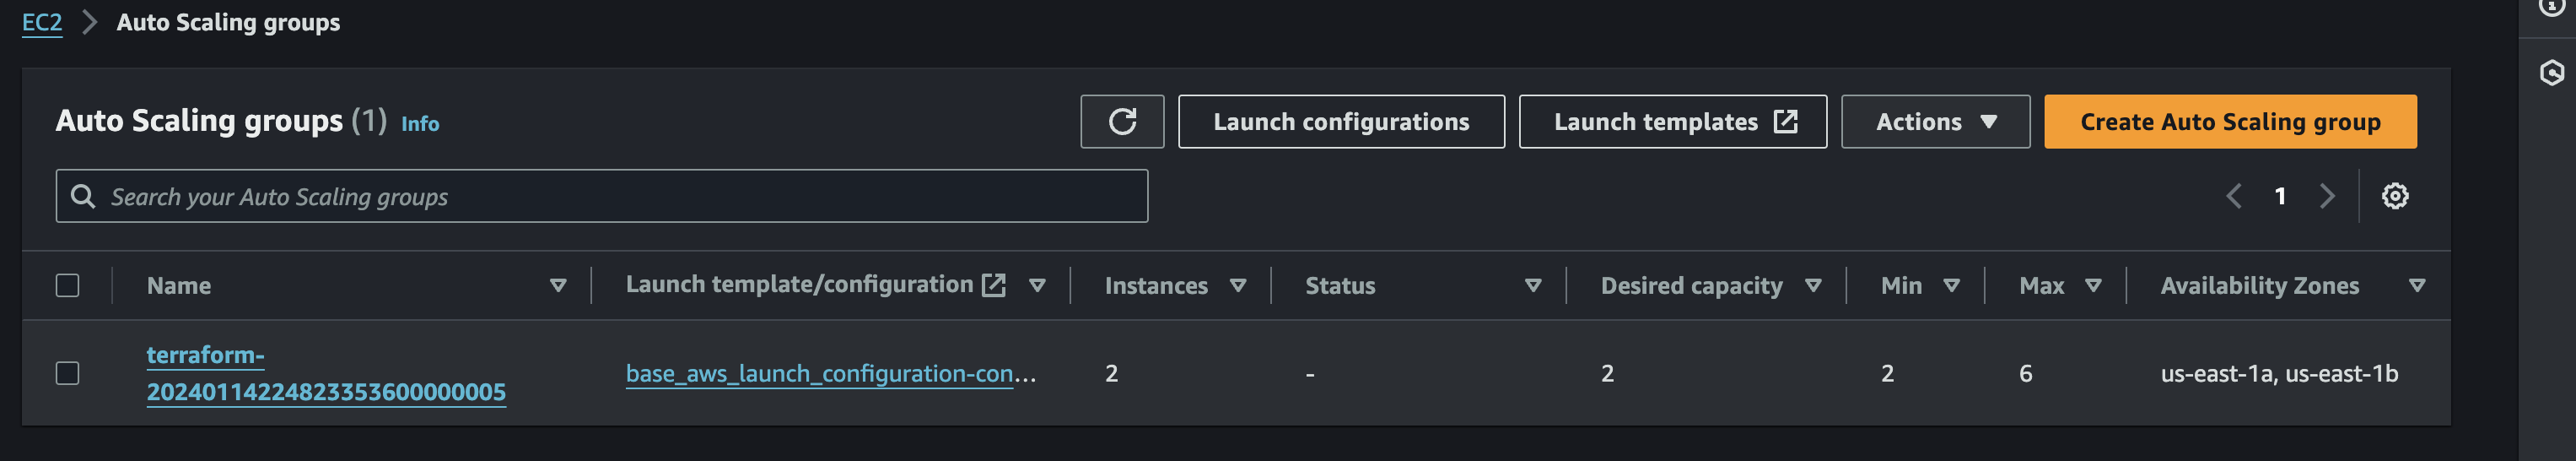 EC2 > Auto Scaling groups
Auto Scaling groups (1) Info
Launch configurations
Launch templates
Actions
Create Auto Scaling group
Search your Auto Scaling groups
1
Name Launch template/configuration Instances Status Desired capacity Min Max Availability Zones
terraform-
20240114224823353600000005
base_aws_launch_configuration-con... 2 - 2 2 6 us-east-1a, us-east-1b